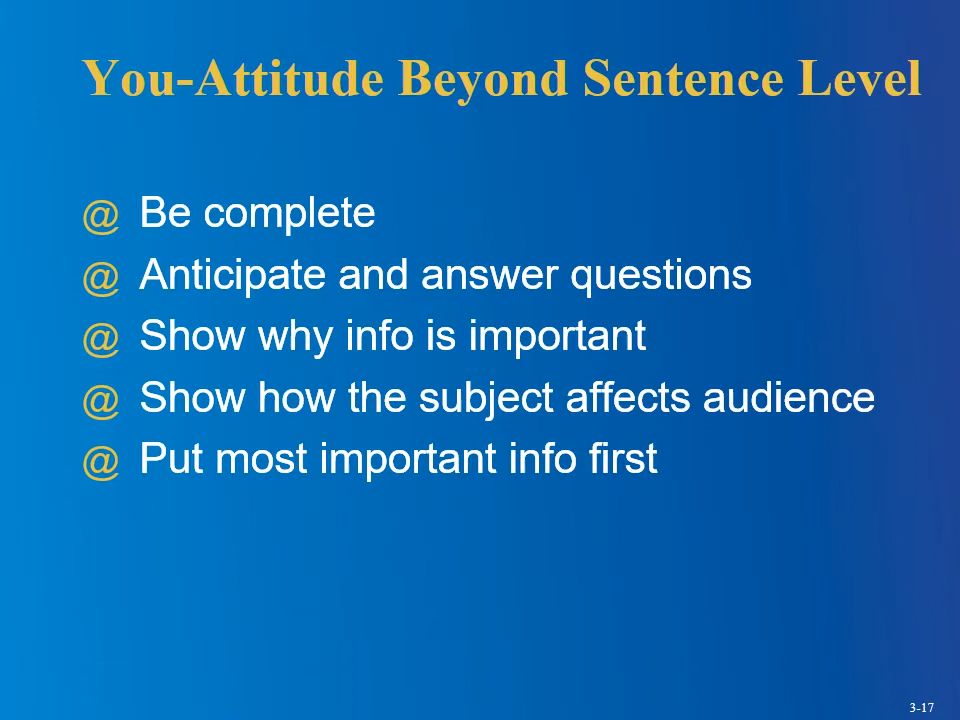 You-Attitude Beyond Sentence Level
@ Be complete
@ Anticipate and answer questions
@ Show why info is important
@ Show how the subject affects audience
@ Put most important info first
3-17